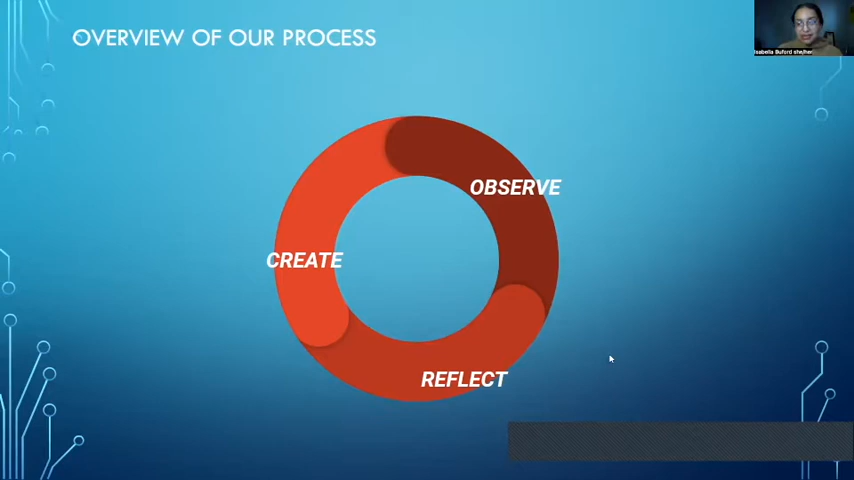 OVERVIEW OF OUR PROCESS
Isabella Buford she/her
OBSERVE
CREATE
REFLECT